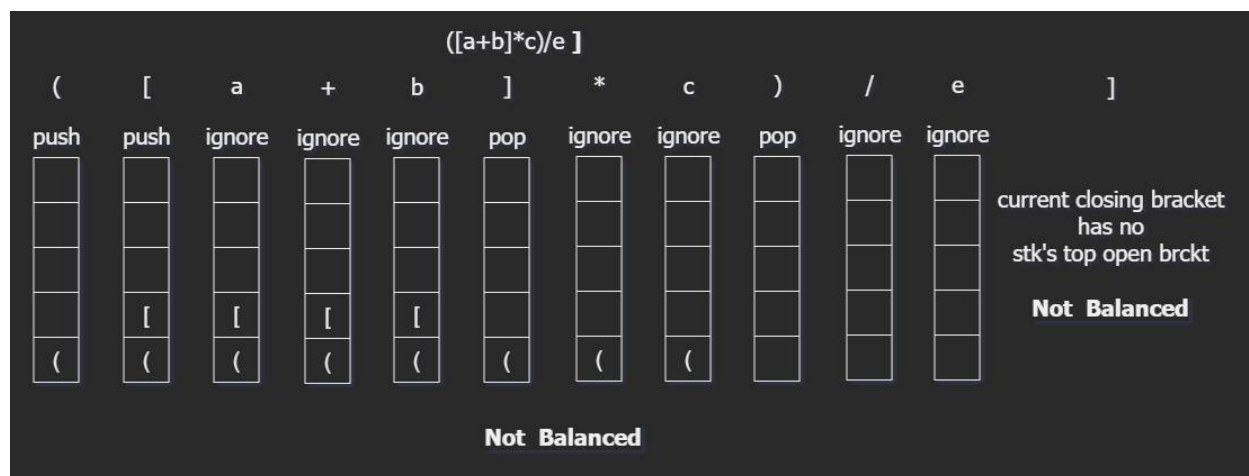 ([a+b]*c)/e ]
( [ a + b ] * c ) / e ]
push push ignore ignore ignore pop ignore ignore pop ignore ignore
current closing bracket
has no
stk's top open brckt
[ [ [ [
Not Balanced
( ( ( ( ( ( ( (
Not Balanced